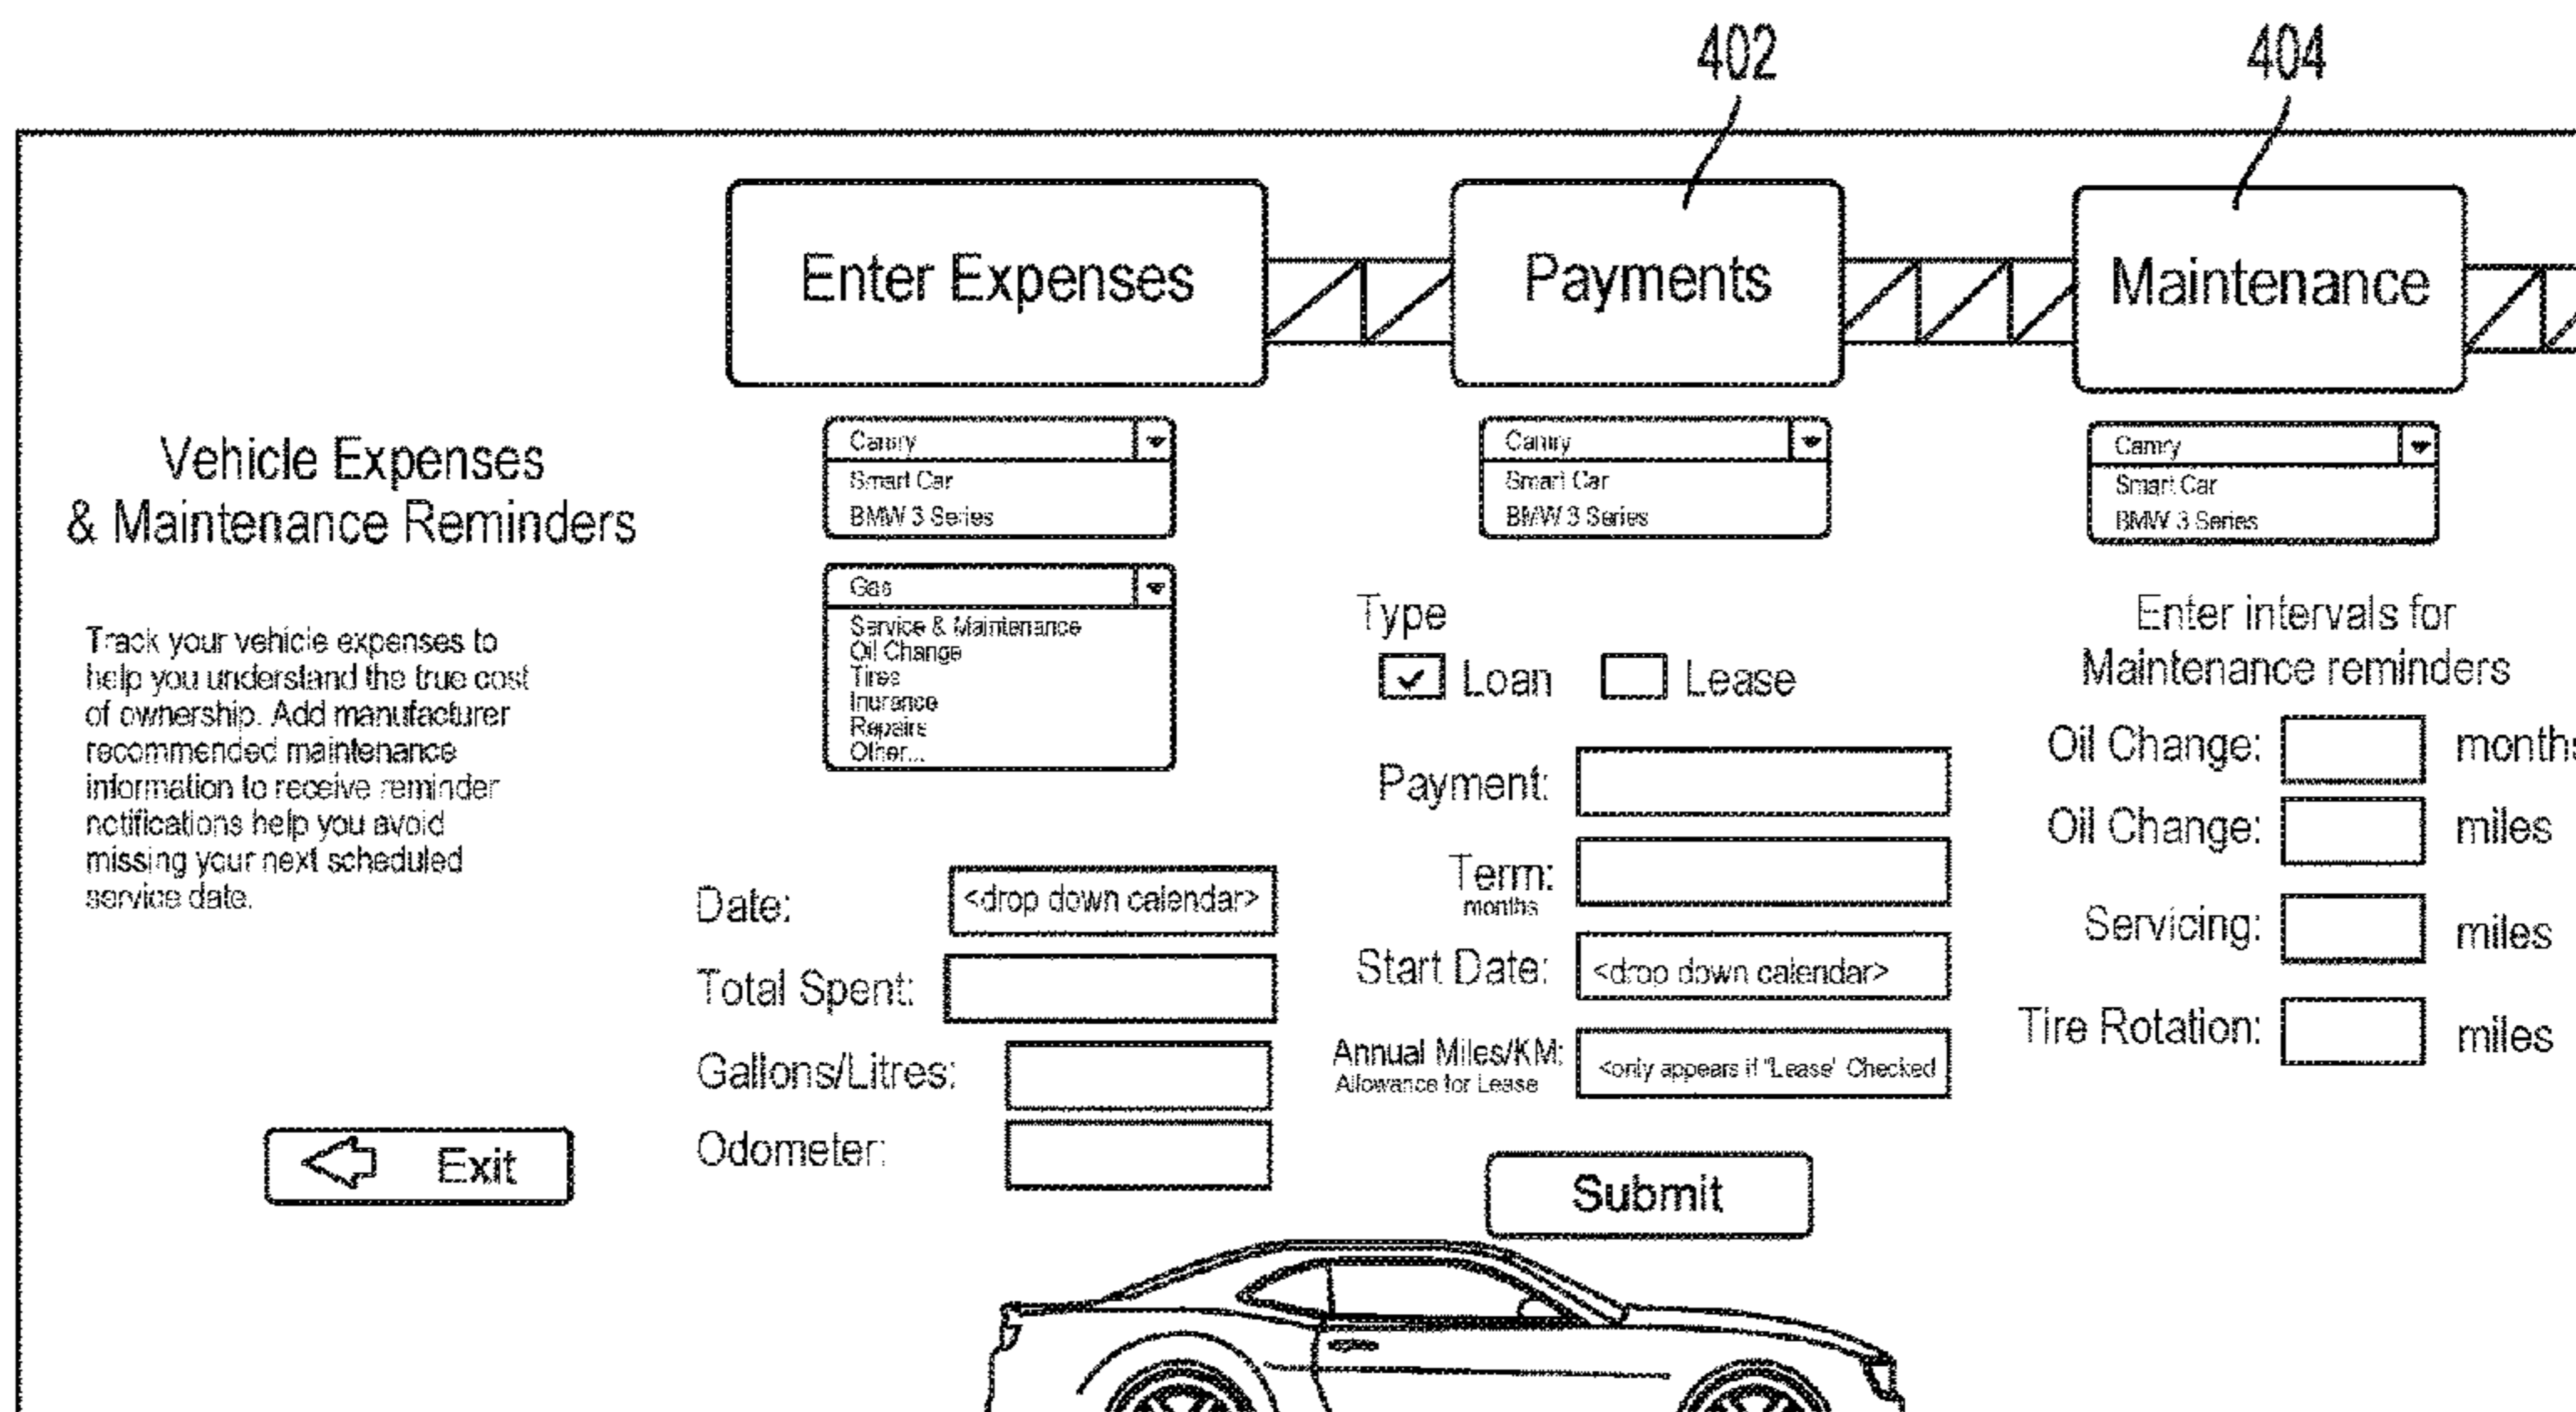 402
404
Enter Expenses
Payments
Maintenance
Vehicle Expenses
& Maintenance Reminders
Track your vehicle expenses to
help you understand the true cost
of ownership. Add manufacturer
recommended maintenance
information to receive reminder
notifications help you avoid
missing your next scheduled
service date.
Exit
Camry
Smart Car
BMW 3 Series
Gas
Service & Maintenance
Oil Change
Tires
Inurance
Repairs
Other...
Date: <drop down calendar>
Total Spent:
Gallons/Litres:
Odometer:
Camry
Smart Car
BMW 3 Series
Type
Loan Lease
Payment:
Term:
months
Start Date: <drop down calendar>
Annual Miles/KM: <only appears if "Lease' Checked
Allowance for Lease
Submit
Camry
Smart Car
BMW 3 Series
Enter intervals for
Maintenance reminders
Oil Change: months
Oil Change: miles
Servicing: miles
Tire Rotation: miles